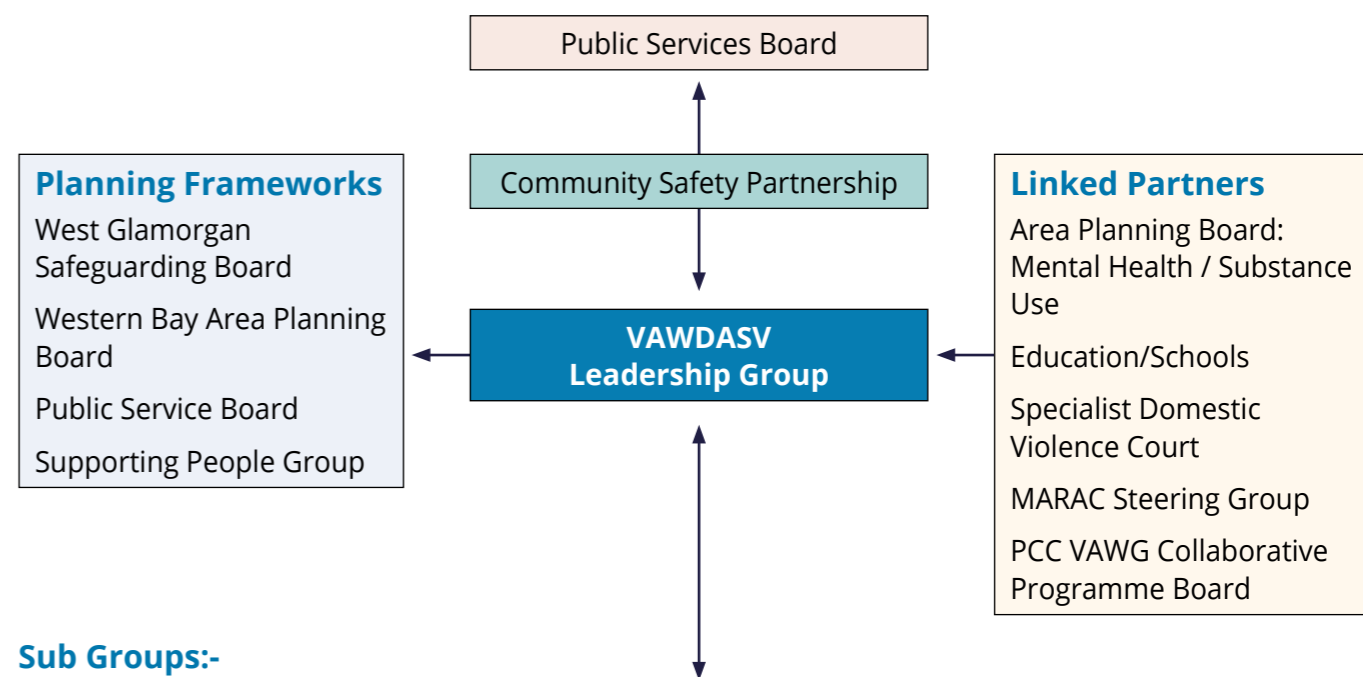 Public Services Board
Community Safety Partnership
Planning Frameworks
West Glamorgan
Safeguarding Board
Western Bay Area Planning
Board
Public Service Board
Supporting People Group
VAWDASV
Leadership Group
Linked Partners
Area Planning Board:
Mental Health / Substance
Use
Education/Schools
Specialist Domestic
Violence Court
MARAC Steering Group
PCC VAWG Collaborative
Programme Board
Sub Groups:-